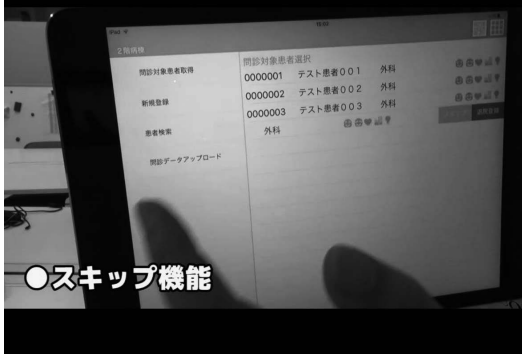 iPad
15:53
2階病棟
問診対象患者取得
新規登録
患者検索
問診データアップロード
問診対象患者選択
0000001 テスト患者001 外科
0000002 テスト患者002 外科
0000003 テスト患者003 外科
外科
●スキップ機能